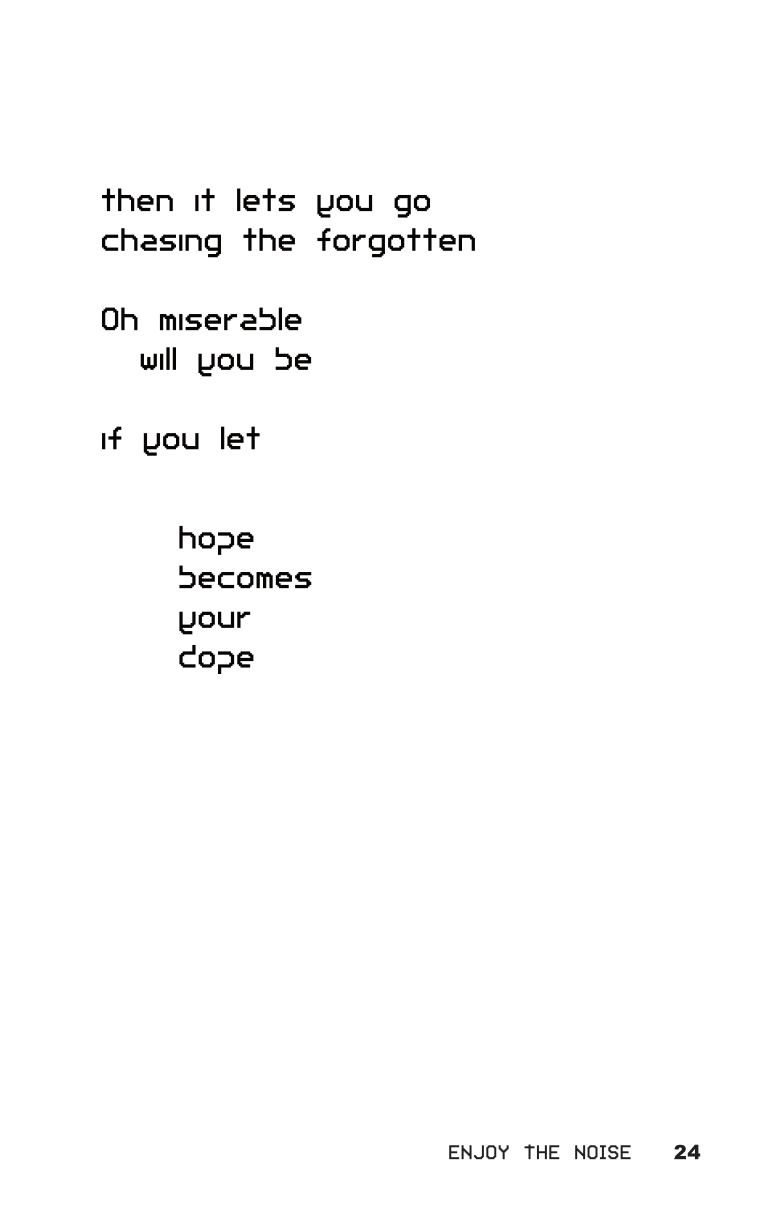 then it lets you go
chasing the forgotten
Oh miserable
will you be
if you let
hope
becomes
your
dope
ENJOY THE NOISE 24